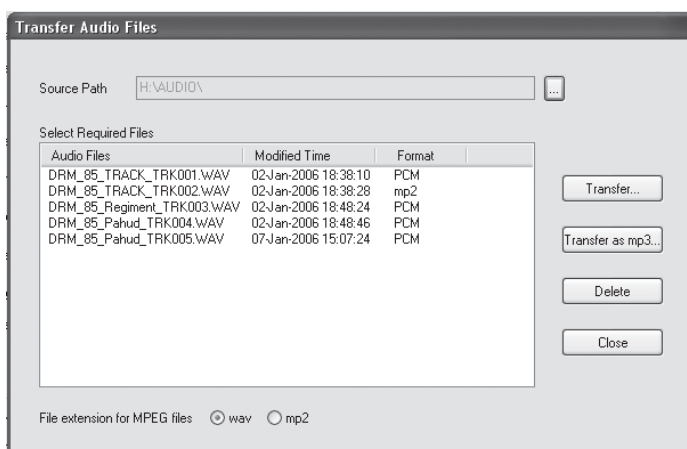 Transfer Audio Files
Source Path H:\AUDIO\ ...
Select Required Files
Audio Files Modified Time Format
DRM_85_TRACK_TRK001.WAV 02-Jan-2006 18:38:10 PCM
DRM_85_TRACK_TRK002.WAV 02-Jan-2006 18:38:28 mp2
DRM_85_Regiment_TRK003.WAV 02-Jan-2006 18:48:24 PCM
DRM_85_Pahud_TRK004.WAV 02-Jan-2006 18:48:46 PCM
DRM_85_Pahud_TRK005.WAV 07-Jan-2006 15:07:24 PCM
Transfer...
Transfer as mp3...
Delete
Close
File extension for MPEG files wav mp2